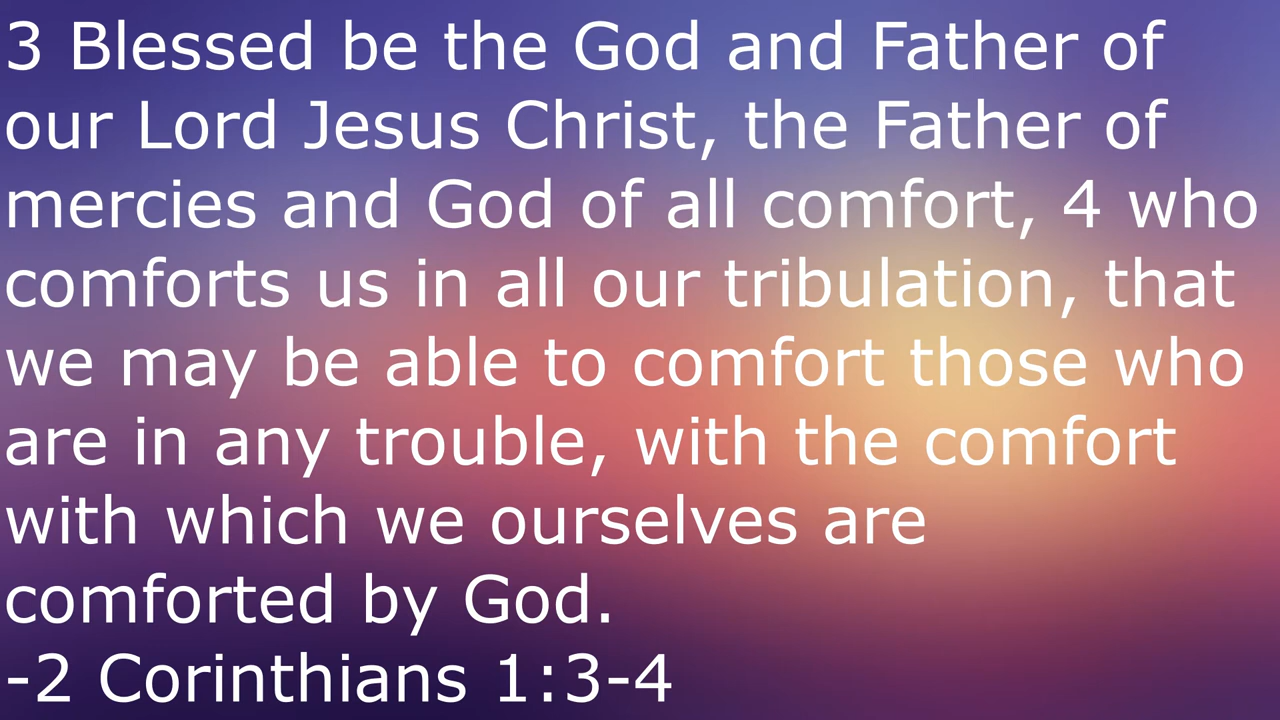 3 Blessed be the God and Father of
our Lord Jesus Christ, the Father of
mercies and God of all comfort, 4 who
comforts us in all our tribulation, that
we may be able to comfort those who
are in any trouble, with the comfort
with which we ourselves are
comforted by God.
-2 Corinthians 1:3-4